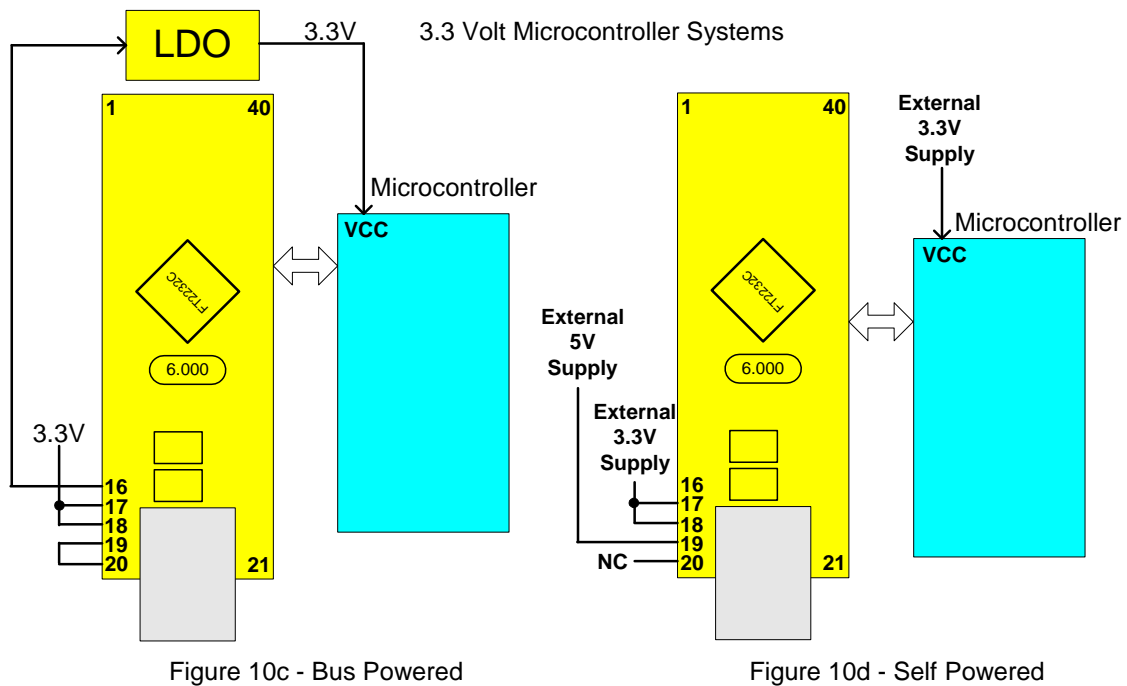 3.3 Volt Microcontroller Systems
LDO
3.3V
1
40
Microcontroller
VCC
FT2232C
6.000
3.3V
16
17
18
19
20
21
Figure 10c - Bus Powered
1
40
External
3.3V
Supply
Microcontroller
VCC
FT2232C
6.000
External
5V
Supply
External
3.3V
Supply
16
17
18
19
NC
20
21
Figure 10d - Self Powered